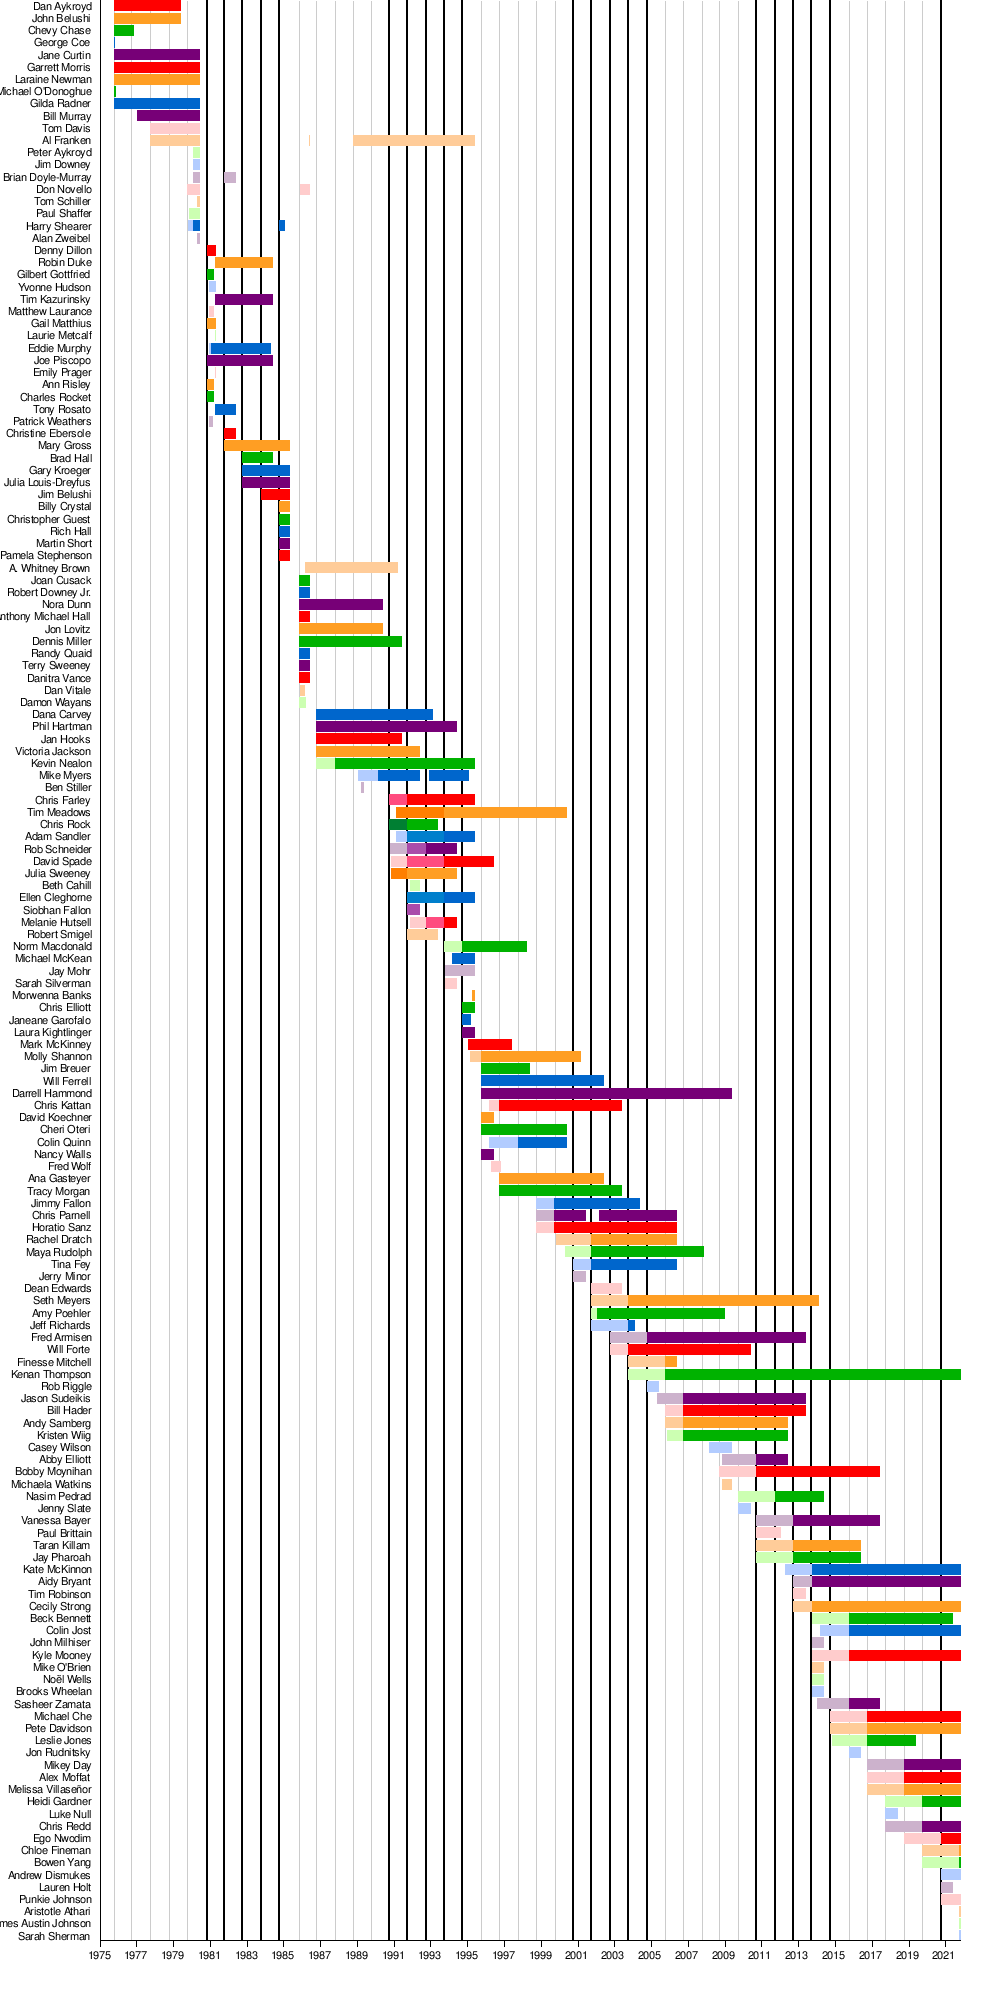 Dan Aykroyd
John Belushi
Chevy Chase
George Coe
Jane Curtin
Garrett Morris
Laraine Newman
Michael O'Donoghue
Gilda Radner
Bill Murray
Tom Davis
Al Franken
Peter Aykroyd
Jim Downey
Brian Doyle-Murray
Don Novello
Tom Schiller
Paul Shaffer
Harry Shearer
Alan Zweibel
Denny Dillon
Robin Duke
Gilbert Gottfried
Yvonne Hudson
Tim Kazurinsky
Matthew Laurance
Gail Matthius
Laurie Metcalf
Eddie Murphy
Joe Piscopo
Emily Prager
Ann Risley
Charles Rocket
Tony Rosato
Patrick Weathers
Christine Ebersole
Mary Gross
Brad Hall
Gary Kroeger
Julia Louis-Dreyfus
Jim Belushi
Billy Crystal
Christopher Guest
Rich Hall
Martin Short
Pamela Stephenson
A. Whitney Brown
Joan Cusack
Robert Downey Jr.
Nora Dunn
nthony Michael Hall
Jon Lovitz
Dennis Miller
Randy Quaid
Terry Sweeney
Danitra Vance
Dan Vitale
Damon Wayans
Dana Carvey
Phil Hartman
Jan Hooks
Victoria Jackson
Kevin Nealon
Mike Myers
Ben Stiller
Chris Farley
Tim Meadows
Chris Rock
Adam Sandler
Rob Schneider
David Spade
Julia Sweeney
Beth Cahill
Ellen Cleghorne
Siobhan Fallon
Melanie Hutsell
Robert Smigel
Norm Macdonald
Michael McKean
Jay Mohr
Sarah Silverman
Morwenna Banks
Chris Elliott
Janeane Garofalo
Laura Kightlinger
Mark McKinney
Molly Shannon
Jim Breuer
Will Ferrell
Darrell Hammond
Chris Kattan
David Koechner
Cheri Oteri
Colin Quinn
Nancy Walls
Fred Wolf
Ana Gasteyer
Tracy Morgan
Jimmy Fallon
Chris Parnell
Horatio Sanz
Rachel Dratch
Maya Rudolph
Tina Fey
Jerry Minor
Dean Edwards
Seth Meyers
Amy Poehler
Jeff Richards
Fred Armisen
Will Forte
Finesse Mitchell
Kenan Thompson
Rob Riggle
Jason Sudeikis
Bill Hader
Andy Samberg
Kristen Wiig
Casey Wilson
Abby Elliott
Bobby Moynihan
Michaela Watkins
Nasim Pedrad
Jenny Slate
Vanessa Bayer
Paul Brittain
Taran Killam
Jay Pharoah
Kate McKinnon
Aidy Bryant
Tim Robinson
Cecily Strong
Beck Bennett
Colin Jost
John Milhiser
Kyle Mooney
Mike O'Brien
Noël Wells
Brooks Wheelan
Sasheer Zamata
Michael Che
Pete Davidson
Leslie Jones
Jon Rudnitsky
Mikey Day
Alex Moffat
Melissa Villaseñor
Heidi Gardner
Luke Null
Chris Redd
Ego Nwodim
Chloe Fineman
Bowen Yang
Andrew Dismukes
Lauren Holt
Punkie Johnson
Aristotle Athari
mes Austin Johnson
Sarah Sherman
1975 1977 1979 1981 1983 1985 1987 1989 1991 1993 1995 1997 1999 2001 2003 2005 2007 2009 2011 2013 2015 2017 2019 2021